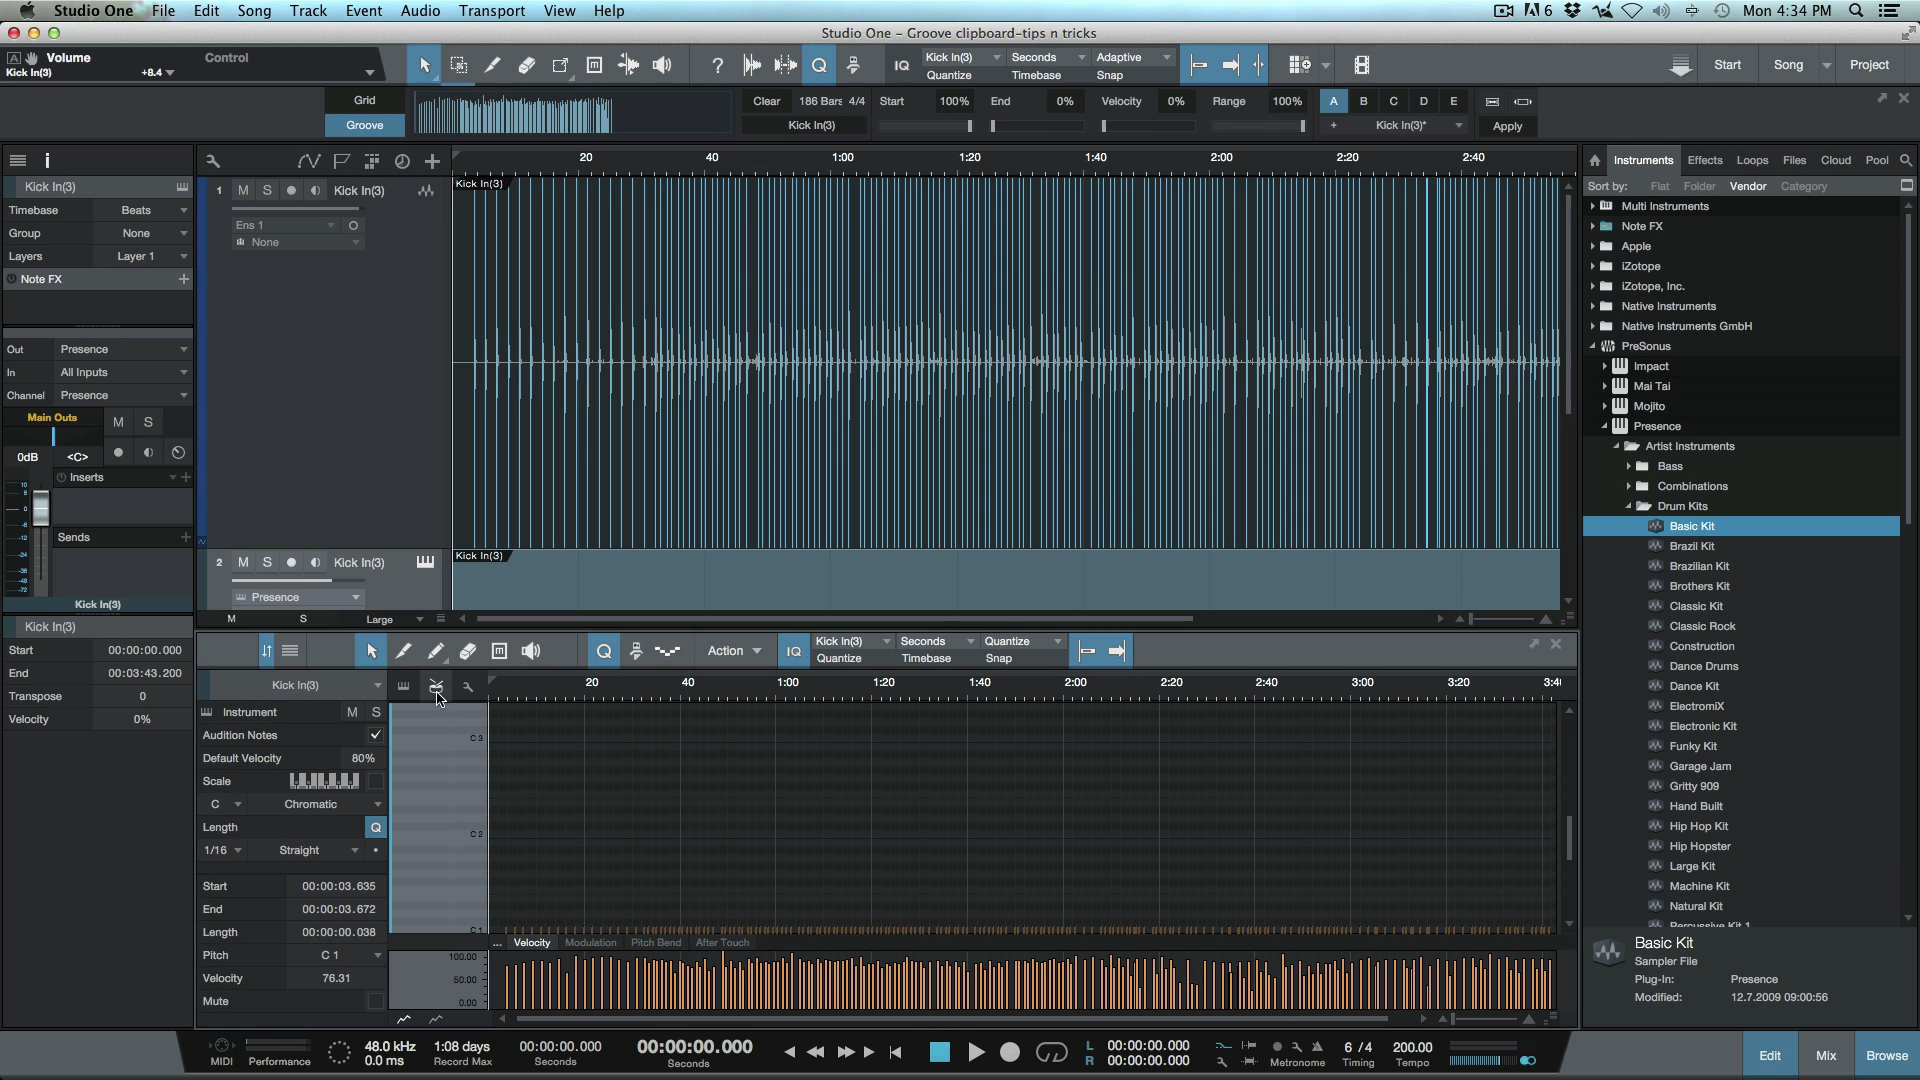 Studio One File Edit Song Track Event Audio Transport View Help 6 Mon 4:34 PM
Studio One - Groove clipboard-tips n tricks
A Volume Control
Kick In(3) +8.4
? IQ Kick In(3) Seconds Adaptive
Quantize Timebase Snap
Start Song Project
Grid Clear 186 Bars 4/4 Start 100% End 0% Velocity 0% Range 100% A B C D E
Groove Kick In(3) + Kick In(3)* Apply
20 40 1:00 1:20 1:40 2:00 2:20 2:40
Instruments Effects Loops Files Cloud Pool
Sort by: Flat Folder Vendor Category
i
Kick In(3)
Timebase Beats
Group None
Layers Layer 1
Note FX +
Out Presence
In All Inputs
Channel Presence
Main Outs M S
0dB <C>
Inserts
Sends
10
-12
-24
-36
-48
-72
Kick In(3)
Kick In(3)
Start 00:00:00.000
End 00:03:43.200
Transpose 0
Velocity 0%
1 M S Kick In(3)
Ens 1
None
Kick In(3)
2 M S Kick In(3)
Presence
Kick In(3)
M S Large
Action IQ Kick In(3) Seconds Quantize
Quantize Timebase Snap
Kick In(3) 20 40 1:00 1:20 1:40 2:00 2:20 2:40 3:00 3:20
Instrument M S
Audition Notes
Default Velocity 80%
Scale
C Chromatic
Length Q
1/16 Straight
Start 00:00:03.635
End 00:00:03.672
Length 00:00:00.038
Pitch C 1
Velocity 76.31
Mute
C 3
C 2
C 1
... Velocity Modulation Pitch Bend After Touch
100.00
50.00
0.00
Multi Instruments
Note FX
Apple
iZotope
iZotope, Inc.
Native Instruments
Native Instruments GmbH
PreSonus
Impact
Mai Tai
Mojito
Presence
Artist Instruments
Bass
Combinations
Drum Kits
Basic Kit
Brazil Kit
Brazilian Kit
Brothers Kit
Classic Kit
Classic Rock
Construction
Dance Drums
Dance Kit
ElectromiX
Electronic Kit
Funky Kit
Garage Jam
Gritty 909
Hand Built
Hip Hop Kit
Hip Hopster
Large Kit
Machine Kit
Natural Kit
Percussive Kit 1
Basic Kit
Sampler File
Plug-In: Presence
Modified: 12.7.2009 09:00:56
MIDI Performance
48.0 kHz
0.0 ms
1:08 days
Record Max
00:00:00.000
Seconds
00:00:00.000
Seconds
L 00:00:00.000
R 00:00:00.000
Metronome
6 / 4
Timing
200.00
Tempo
Edit Mix Browse